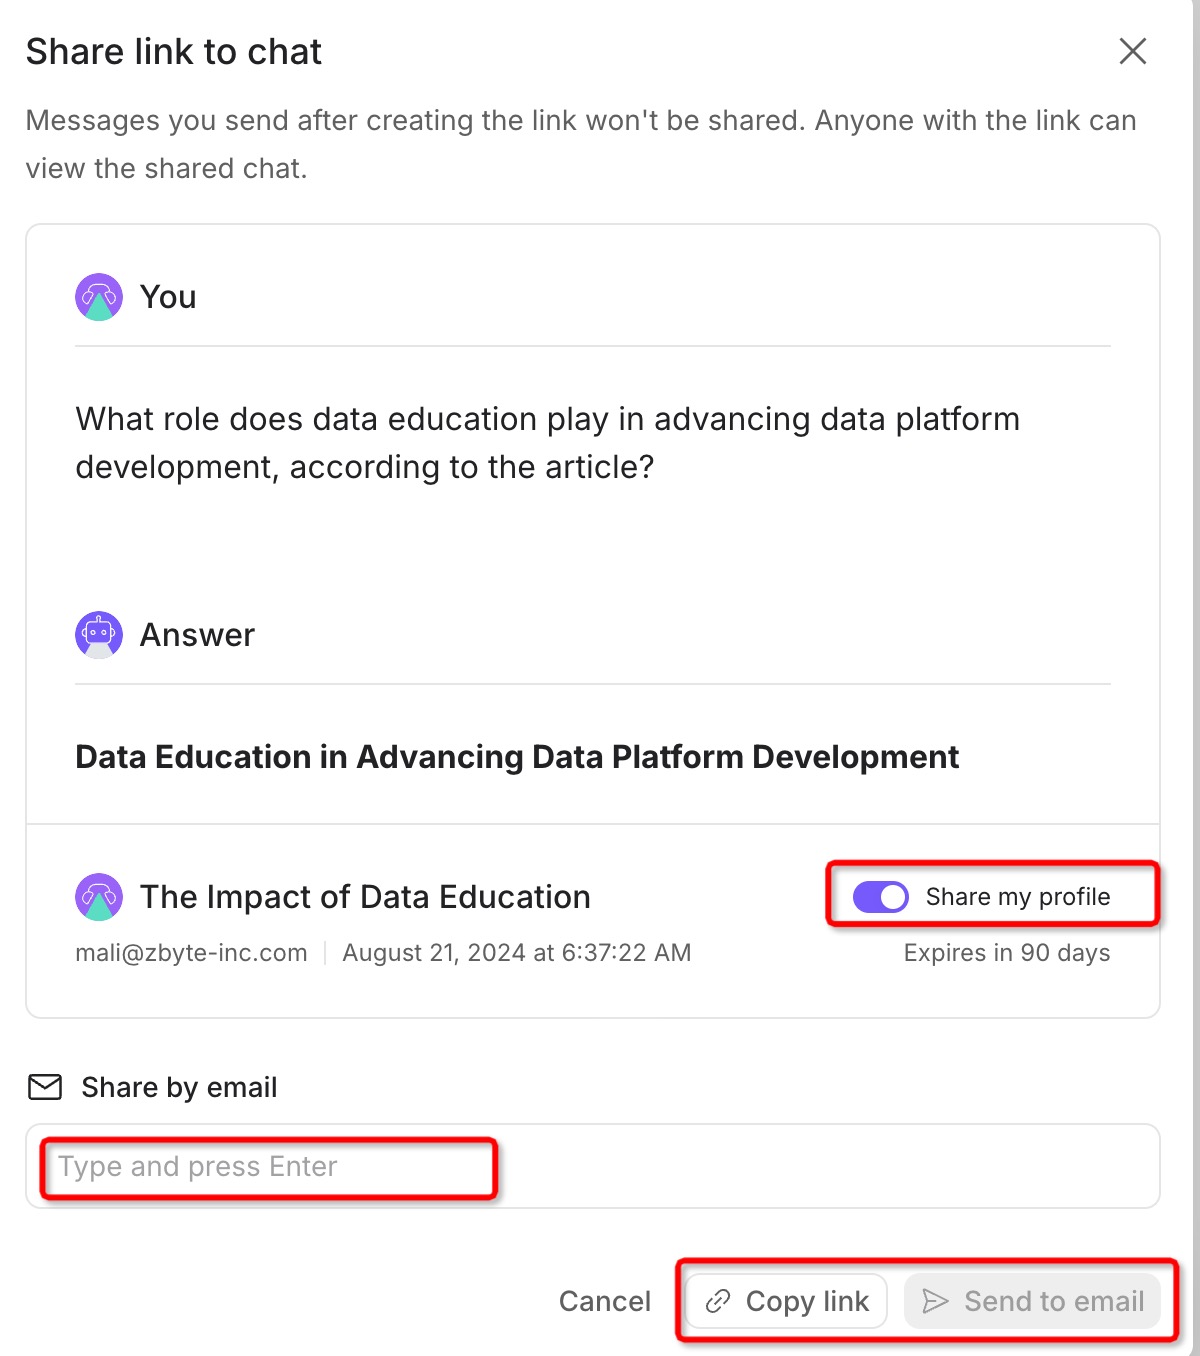 Share link to chat
Messages you send after creating the link won't be shared. Anyone with the link can
view the shared chat.
You
What role does data education play in advancing data platform
development, according to the article?
Answer
Data Education in Advancing Data Platform Development
The Impact of Data Education
Share my profile
mali@zbyte-inc.com
August 21, 2024 at 6:37:22 AM
Expires in 90 days
Share by email
Type and press Enter
Cancel
Copy link
Send to email